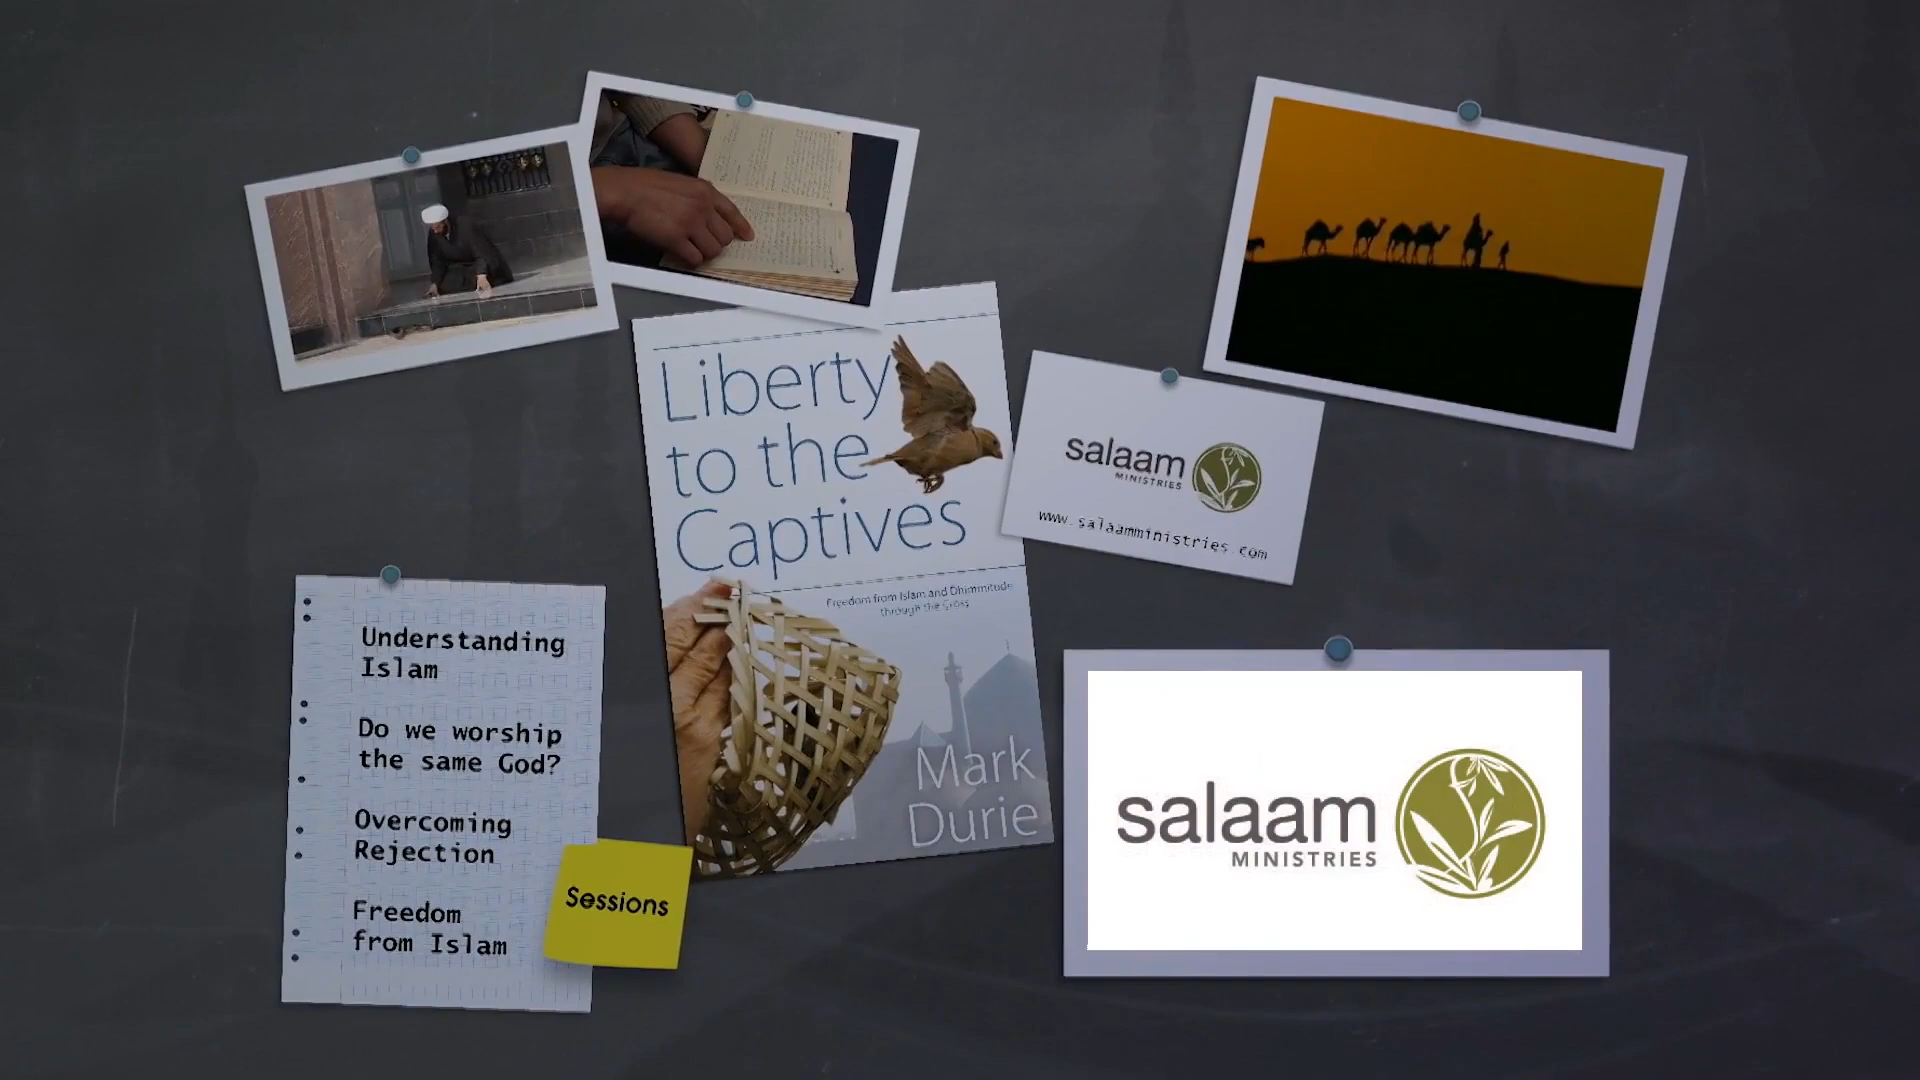 Liberty
to the
Captives
Freedom from Islam and Dhimmitude
through the Cross
Mark
Durie
salaam
MINISTRIES
www.salaamministries.com
Understanding
Islam
Do we worship
the same God?
Overcoming
Rejection
Freedom
from Islam
Sessions
salaam
MINISTRIES